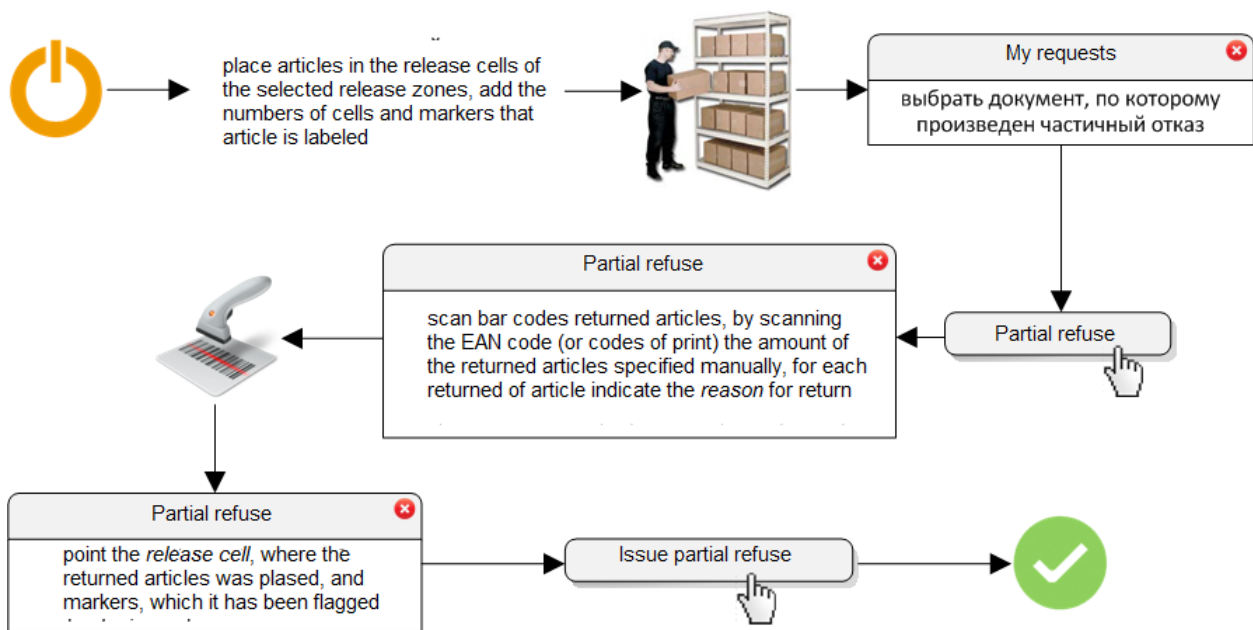 place articles in the release cells of
the selected release zones, add the
numbers of cells and markers that
article is labeled
My requests
выбрать документ, по которому
произведен частичный отказ
Partial refuse
scan bar codes returned articles, by scanning
the EAN code (or codes of print) the amount of
the returned articles specified manually, for each
returned of article indicate the reason for return
Partial refuse
Partial refuse
point the release cell, where the
returned articles was plased, and
markers, which it has been flagged
Issue partial refuse